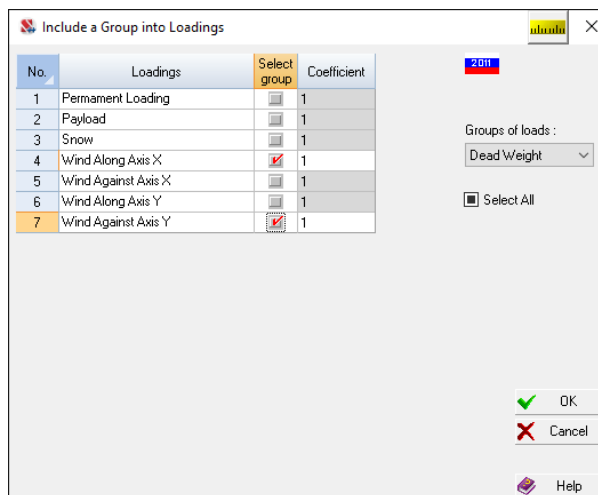 Include a Group into Loadings
No. Loadings Select group Coefficient
1 Permament Loading 1
2 Payload 1
3 Snow 1
4 Wind Along Axis X 1
5 Wind Against Axis X 1
6 Wind Along Axis Y 1
7 Wind Against Axis Y 1
2011
Groups of loads :
Dead Weight
Select All
OK
Cancel
Help